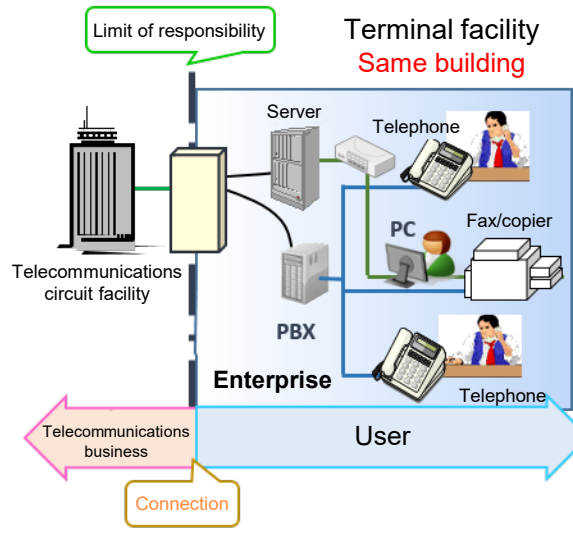 Limit of responsibility
Terminal facility
Same building
Server
Telephone
PC
Fax/copier
Telecommunications
circuit facility
PBX
Enterprise
Telephone
Telecommunications
business
User
Connection